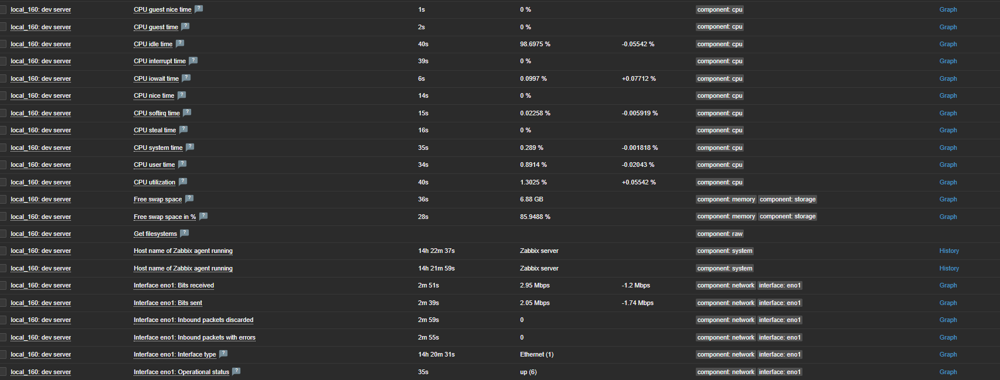 local_160: dev server CPU guest nice time ? 1s 0 % component: cpu Graph
local_160: dev server CPU guest time ? 2s 0 % component: cpu Graph
local_160: dev server CPU idle time ? 40s 98.6975 % -0.05542 % component: cpu Graph
local_160: dev server CPU interrupt time ? 39s 0 % component: cpu Graph
local_160: dev server CPU iowait time ? 6s 0.0997 % +0.07712 % component: cpu Graph
local_160: dev server CPU nice time ? 14s 0 % component: cpu Graph
local_160: dev server CPU softirq time ? 15s 0.02258 % -0.005919 % component: cpu Graph
local_160: dev server CPU steal time ? 16s 0 % component: cpu Graph
local_160: dev server CPU system time ? 35s 0.289 % -0.001818 % component: cpu Graph
local_160: dev server CPU user time ? 34s 0.8914 % -0.02043 % component: cpu Graph
local_160: dev server CPU utilization ? 40s 1.3025 % +0.05542 % component: cpu Graph
local_160: dev server Free swap space ? 36s 6.88 GB component: memory component: storage Graph
local_160: dev server Free swap space in % ? 28s 85.9488 % component: memory component: storage Graph
local_160: dev server Get filesystems ? component: raw
local_160: dev server Host name of Zabbix agent running 14h 22m 37s Zabbix server component: system History
local_160: dev server Host name of Zabbix agent running 14h 21m 59s Zabbix server component: system History
local_160: dev server Interface eno1: Bits received 2m 51s 2.95 Mbps -1.2 Mbps component: network interface: eno1 Graph
local_160: dev server Interface eno1: Bits sent 2m 39s 2.05 Mbps -1.74 Mbps component: network interface: eno1 Graph
local_160: dev server Interface eno1: Inbound packets discarded 2m 59s 0 component: network interface: eno1 Graph
local_160: dev server Interface eno1: Inbound packets with errors 2m 55s 0 component: network interface: eno1 Graph
local_160: dev server Interface eno1: Interface type ? 14h 20m 31s Ethernet (1) component: network interface: eno1 Graph
local_160: dev server Interface eno1: Operational status ? 35s up (6) component: network interface: eno1 Graph